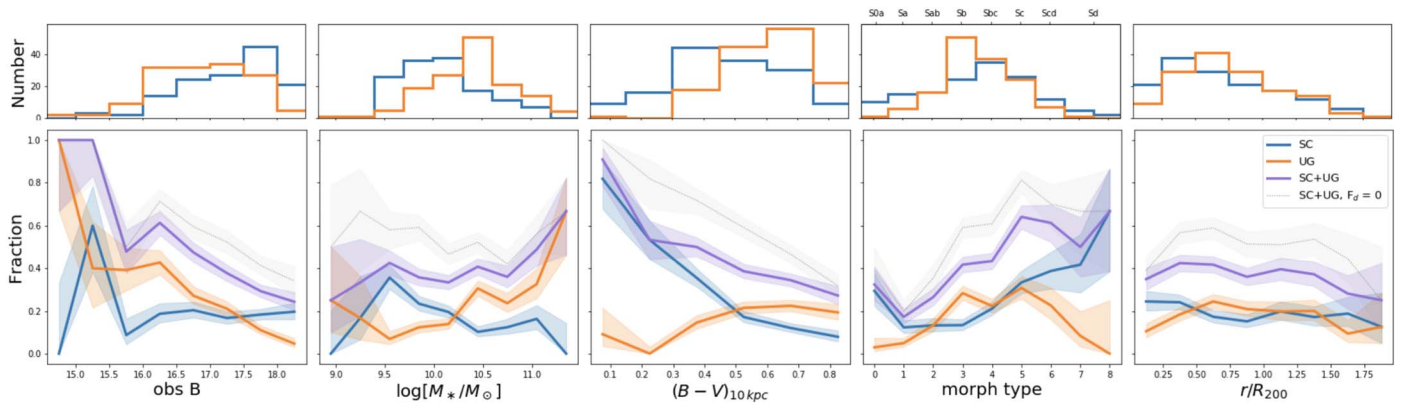 S0a Sa Sab Sb Sbc Sc Scd Sd
Number
40
20
0
Fraction
1.0
0.8
0.6
0.4
0.2
0.0
SC
UG
SC+UG
SC+UG, F_d = 0
15.0 15.5 16.0 16.5 17.0 17.5 18.0
9.0 9.5 10.0 10.5 11.0
0.1 0.2 0.3 0.4 0.5 0.6 0.7 0.8
0 1 2 3 4 5 6 7 8
0.25 0.50 0.75 1.00 1.25 1.50 1.75
obs B
log[M_*/M_⊙]
(B − V)_{10 kpc}
morph type
r/R_{200}